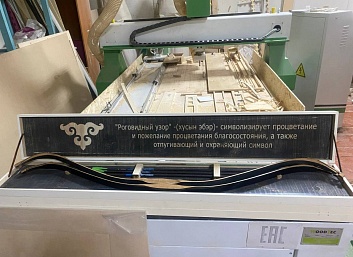 "Роговидный узор" -(хусын эбэр)- символизирует процветание
и пожелание процветания благосостояния, а также
отпугивающий и охраняющий символ
EAC